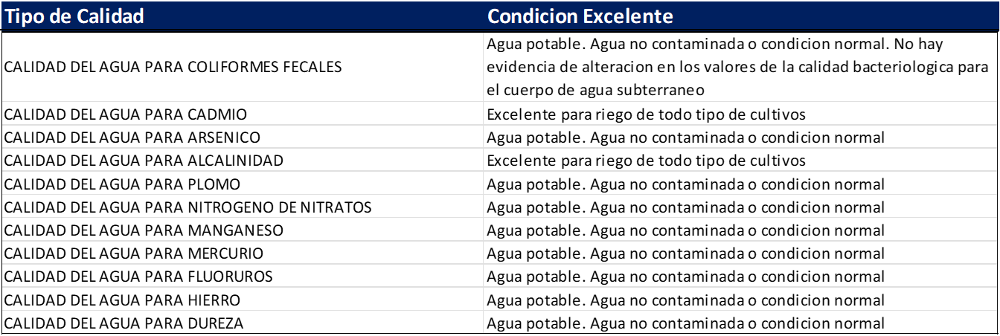 Tipo de Calidad Condicion Excelente
CALIDAD DEL AGUA PARA COLIFORMES FECALES Agua potable. Agua no contaminada o condicion normal. No hay
evidencia de alteracion en los valores de la calidad bacteriologica para
el cuerpo de agua subterraneo
CALIDAD DEL AGUA PARA CADMIO Excelente para riego de todo tipo de cultivos
CALIDAD DEL AGUA PARA ARSENICO Agua potable. Agua no contaminada o condicion normal
CALIDAD DEL AGUA PARA ALCALINIDAD Excelente para riego de todo tipo de cultivos
CALIDAD DEL AGUA PARA PLOMO Agua potable. Agua no contaminada o condicion normal
CALIDAD DEL AGUA PARA NITROGENO DE NITRATOS Agua potable. Agua no contaminada o condicion normal
CALIDAD DEL AGUA PARA MANGANESO Agua potable. Agua no contaminada o condicion normal
CALIDAD DEL AGUA PARA MERCURIO Agua potable. Agua no contaminada o condicion normal
CALIDAD DEL AGUA PARA FLUORUROS Agua potable. Agua no contaminada o condicion normal
CALIDAD DEL AGUA PARA HIERRO Agua potable. Agua no contaminada o condicion normal
CALIDAD DEL AGUA PARA DUREZA Agua potable. Agua no contaminada o condicion normal